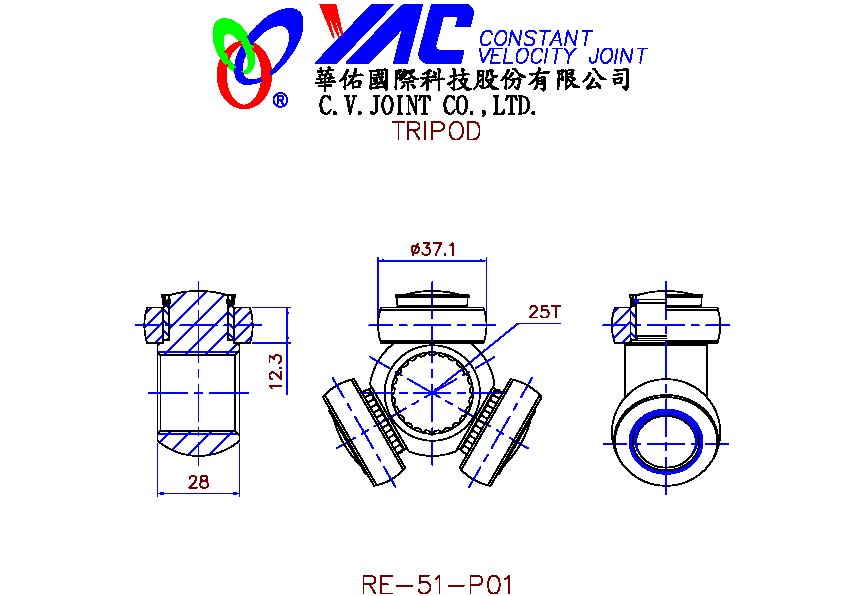 YAC CONSTANT
VELOCITY JOINT
®
華佑國際科技股份有限公司
C.V.JOINT CO.,LTD.
TRIPOD
ø37.1
25T
12.3
28
RE-51-P01